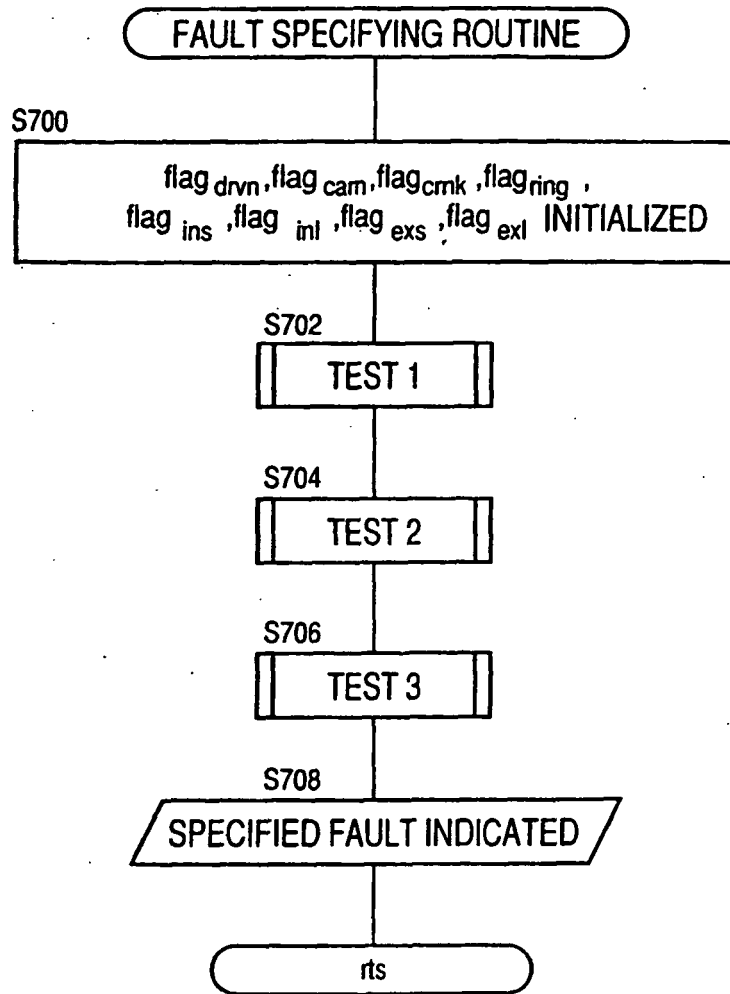 FAULT SPECIFYING ROUTINE
S700
flag drvn ,flag cam ,flag crnk ,flag ring ,
flag ins ,flag inl ,flag exs ,flag exl INITIALIZED
S702
TEST 1
S704
TEST 2
S706
TEST 3
S708
SPECIFIED FAULT INDICATED
rts